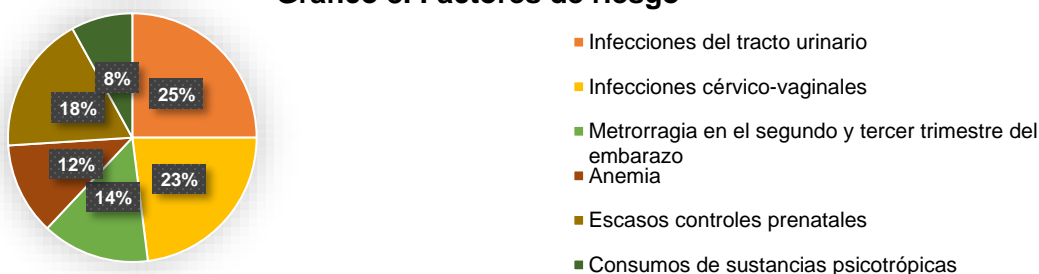 Gráfico 3. Factores de riesgo
Infecciones del tracto urinario
Infecciones cérvico-vaginales
Metrorragia en el segundo y tercer trimestre del
embarazo
Anemia
Escasos controles prenatales
Consumos de sustancias psicotrópicas
8%
25%
18%
12%
23%
14%